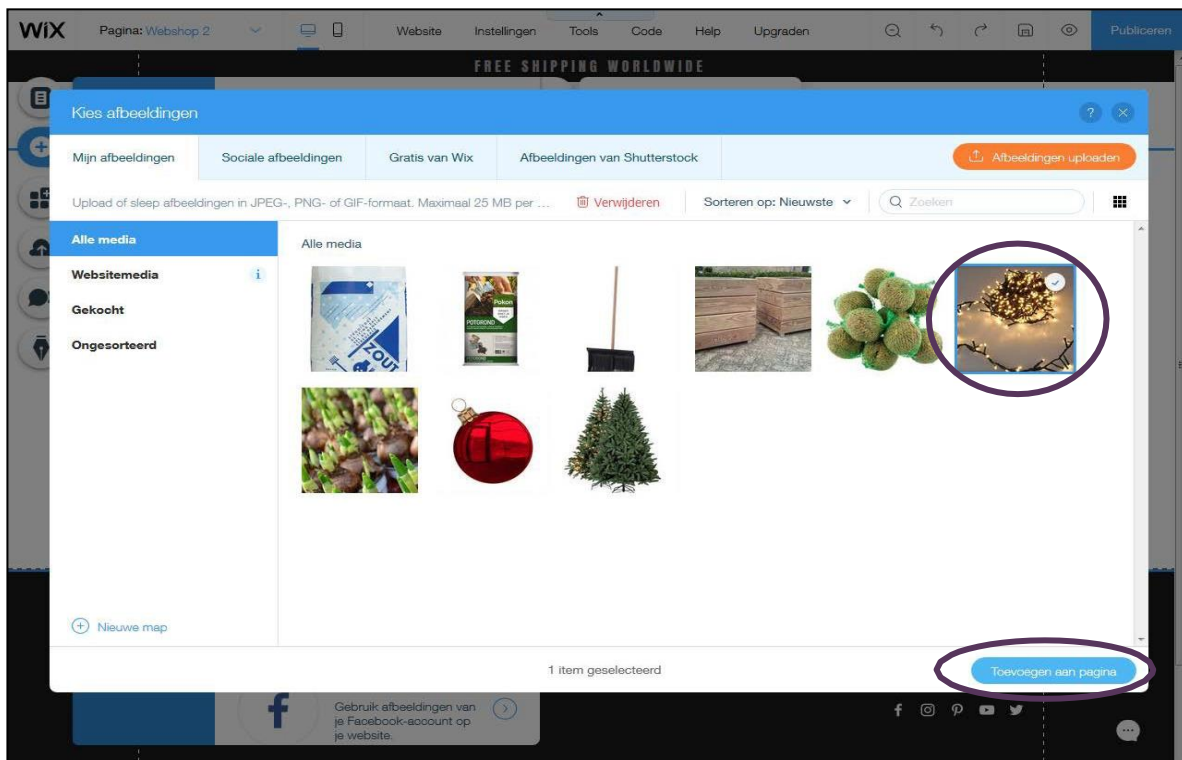 WiX
Pagina: Webshop 2
Website
Instellingen
Tools
Code
Help
Upgraden
Publiceren
FREE SHIPPING WORLDWIDE
Kies afbeeldingen
?
Mijn afbeeldingen
Sociale afbeeldingen
Gratis van Wix
Afbeeldingen van Shutterstock
Afbeeldingen uploaden
Upload of sleep afbeeldingen in JPEG-, PNG- of GIF-formaat. Maximaal 25 MB per ...
Verwijderen
Sorteren op: Nieuwste
Zoeken
Alle media
Websitemedia
i
Gekocht
Ongesorteerd
Alle media
ZOUT
Pokon
POTGROND
Nieuwe map
1 item geselecteerd
Toevoegen aan pagina
Gebruik afbeeldingen van
je Facebook-account op
je website.